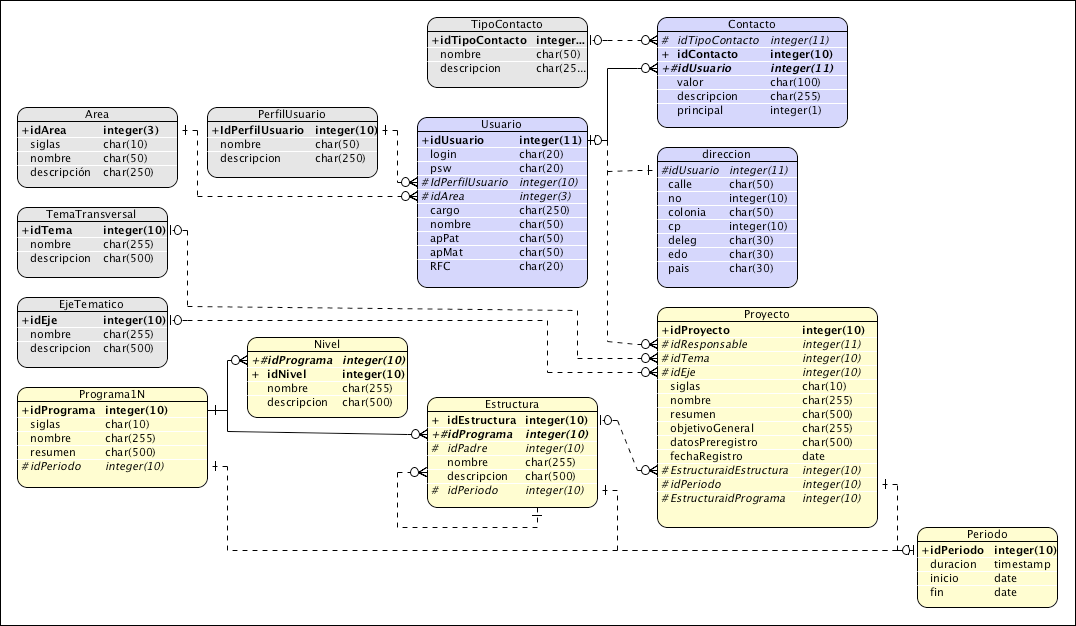 TipoContacto
+idTipoContacto integer...
nombre char(50)
descripcion char(25...
Contacto
# idTipoContacto integer(11)
+ idContacto integer(10)
+#idUsuario integer(11)
valor char(100)
descripcion char(255)
principal integer(1)
Area
+idArea integer(3)
siglas char(10)
nombre char(50)
descripción char(250)
PerfilUsuario
+IdPerfilUsuario integer(10)
nombre char(50)
descripcion char(250)
Usuario
+idUsuario integer(11)
login char(20)
psw char(20)
#IdPerfilUsuario integer(10)
#idArea integer(3)
cargo char(250)
nombre char(50)
apPat char(50)
apMat char(50)
RFC char(20)
direccion
#idUsuario integer(11)
calle char(50)
no integer(10)
colonia char(50)
cp integer(10)
deleg char(30)
edo char(30)
pais char(30)
TemaTransversal
+idTema integer(10)
nombre char(255)
descripcion char(500)
EjeTematico
+idEje integer(10)
nombre char(255)
descripcion char(500)
Nivel
+#idPrograma integer(10)
+ idNivel integer(10)
nombre char(255)
descripcion char(500)
Proyecto
+idProyecto integer(10)
#idResponsable integer(11)
#idTema integer(10)
#idEje integer(10)
siglas char(10)
nombre char(255)
resumen char(500)
objetivoGeneral char(255)
datosPreregistro char(500)
fechaRegistro date
#EstructuraidEstructura integer(10)
#idPeriodo integer(10)
#EstructuraidPrograma integer(10)
Programa1N
+idPrograma integer(10)
siglas char(10)
nombre char(255)
resumen char(500)
#idPeriodo integer(10)
Estructura
+ idEstructura integer(10)
+#idPrograma integer(10)
# idPadre integer(10)
nombre char(255)
descripcion char(500)
# idPeriodo integer(10)
Periodo
+idPeriodo integer(10)
duracion timestamp
inicio date
fin date